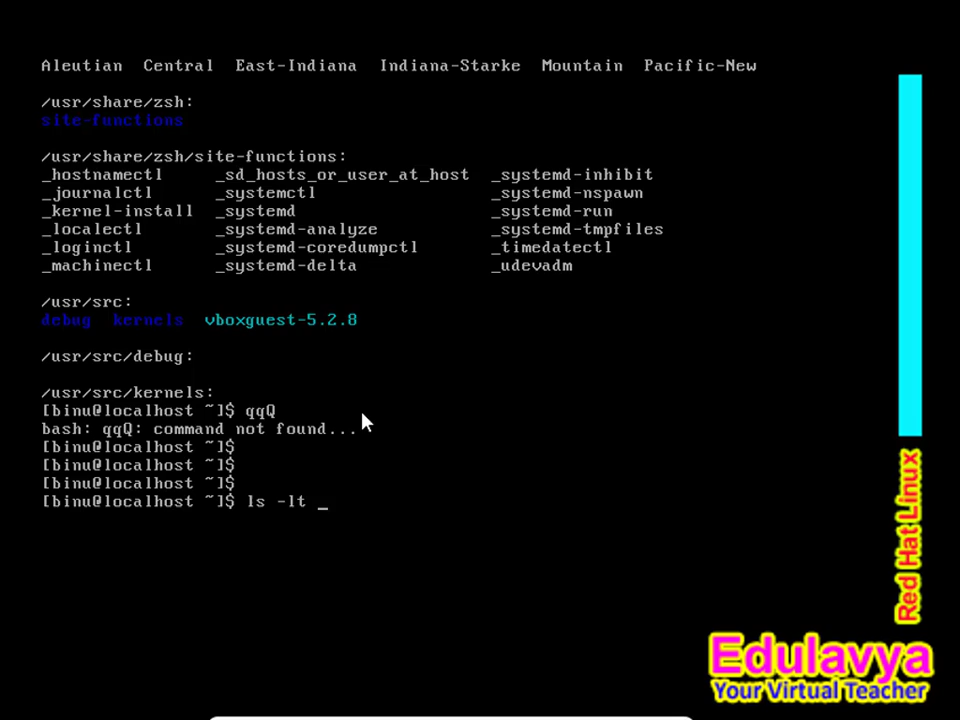 Aleutian  Central  East-Indiana  Indiana-Starke  Mountain  Pacific-New
/usr/share/zsh:
site-functions
/usr/share/zsh/site-functions:
_hostnamectl  _sd_hosts_or_user_at_host  _systemd-inhibit
_journalctl  _systemctl  _systemd-nspawn
_kernel-install  _systemd  _systemd-run
_localectl  _systemd-analyze  _systemd-tmpfiles
_loginctl  _systemd-coredumpctl  _timedatectl
_machinectl  _systemd-delta  _udevadm
/usr/src:
debug  kernels  vboxguest-5.2.8
/usr/src/debug:
/usr/src/kernels:
[binu@localhost ~]$ qqQ
bash: qqQ: command not found...
[binu@localhost ~]$
[binu@localhost ~]$
[binu@localhost ~]$
[binu@localhost ~]$ ls -lt _
Red Hat Linux
Edulavya
Your Virtual Teacher